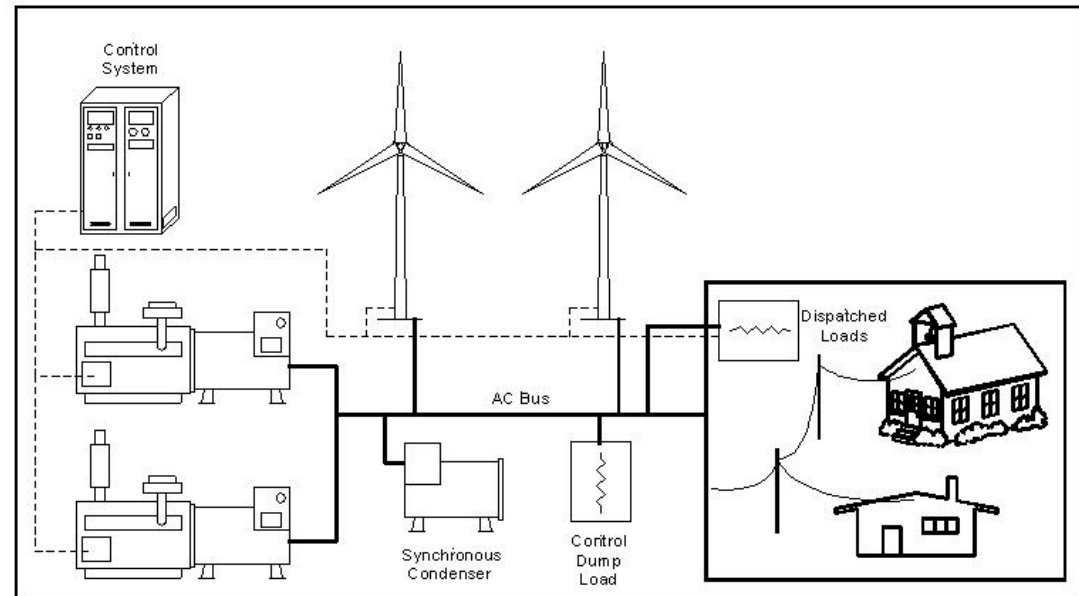 Control
System
Dispatched
Loads
AC Bus
Synchronous
Condenser
Control
Dump
Load